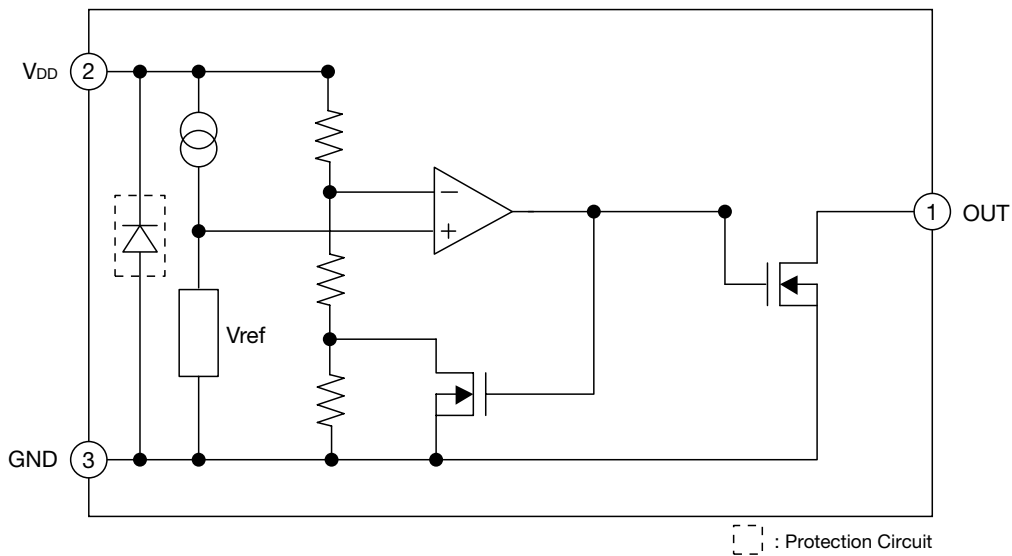 VDD 2
− 
+
1 OUT
Vref
GND 3
: Protection Circuit